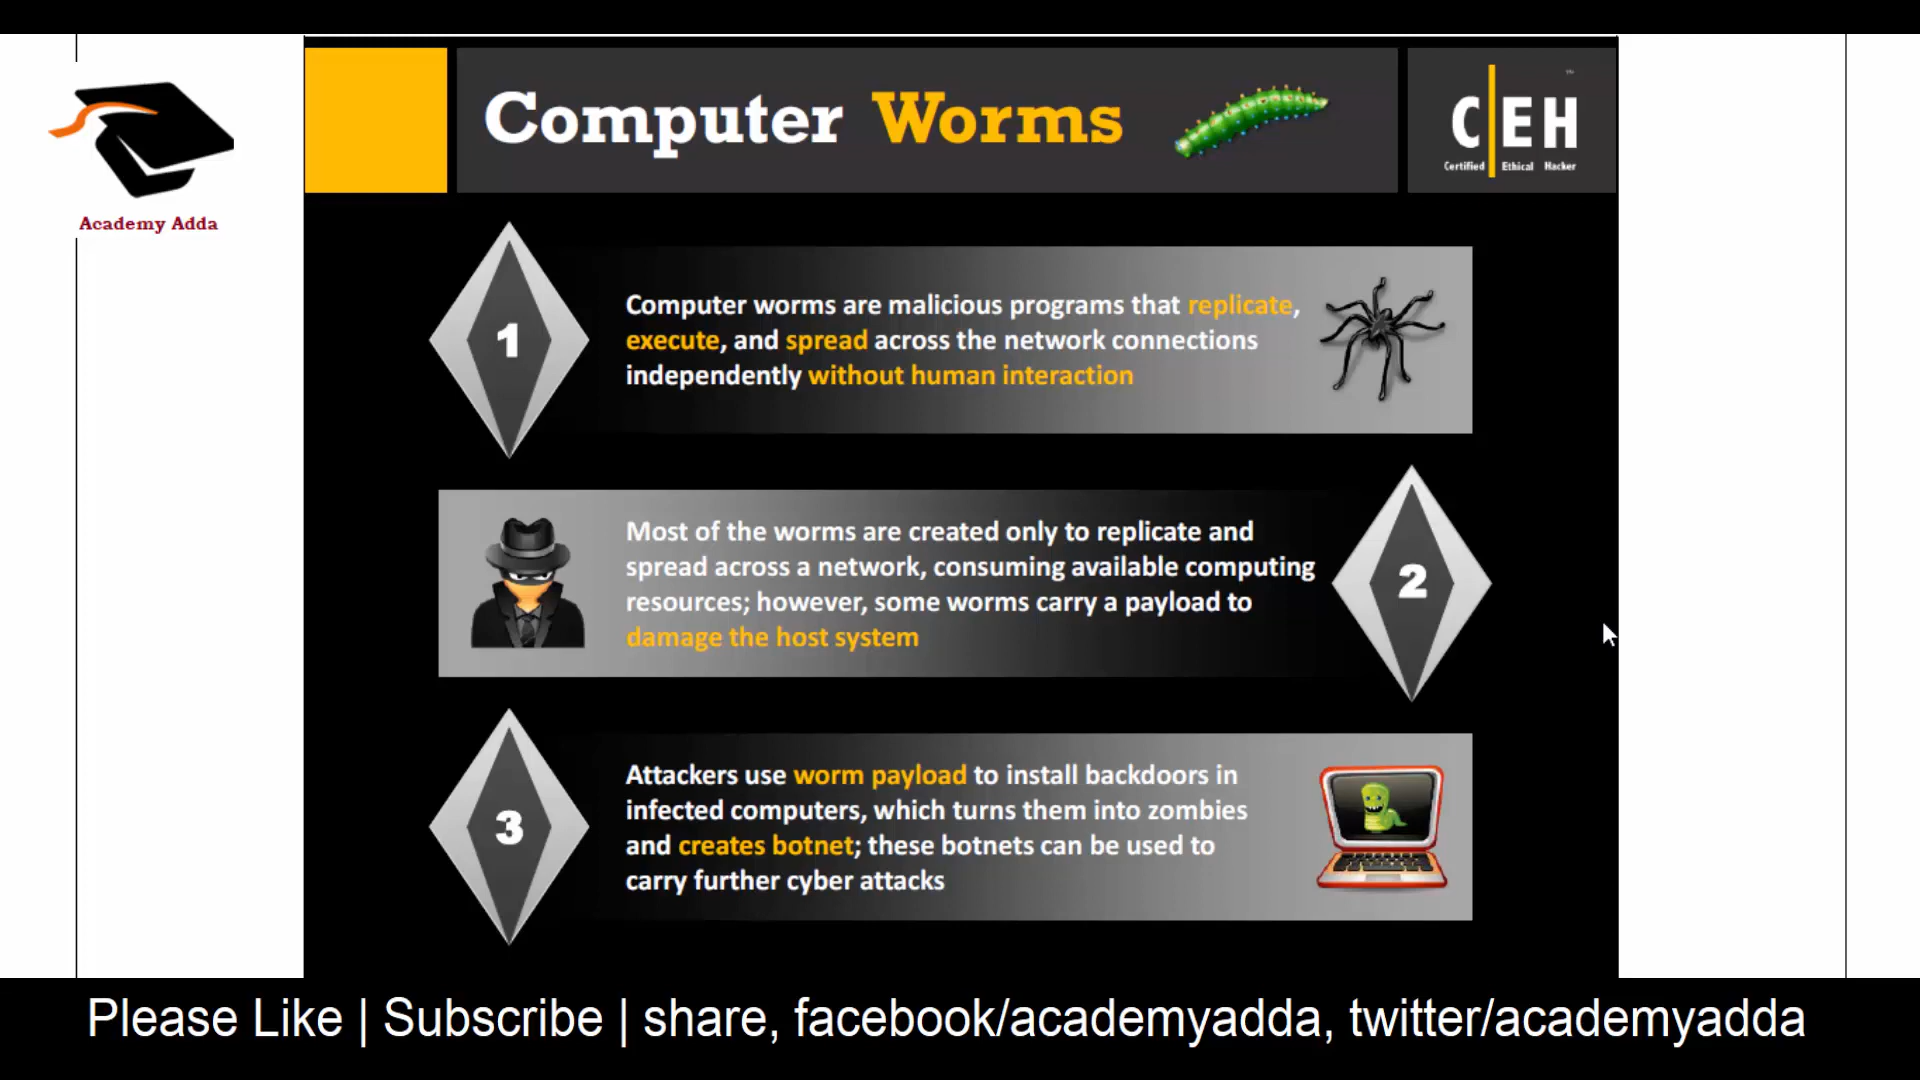 Computer Worms
TM
CEH
Certified Ethical Hacker
Academy Adda
1
Computer worms are malicious programs that replicate,
execute, and spread across the network connections
independently without human interaction
Most of the worms are created only to replicate and
spread across a network, consuming available computing
resources; however, some worms carry a payload to
damage the host system
2
3
Attackers use worm payload to install backdoors in
infected computers, which turns them into zombies
and creates botnet; these botnets can be used to
carry further cyber attacks
Please Like | Subscribe | share, facebook/academyadda, twitter/academyadda